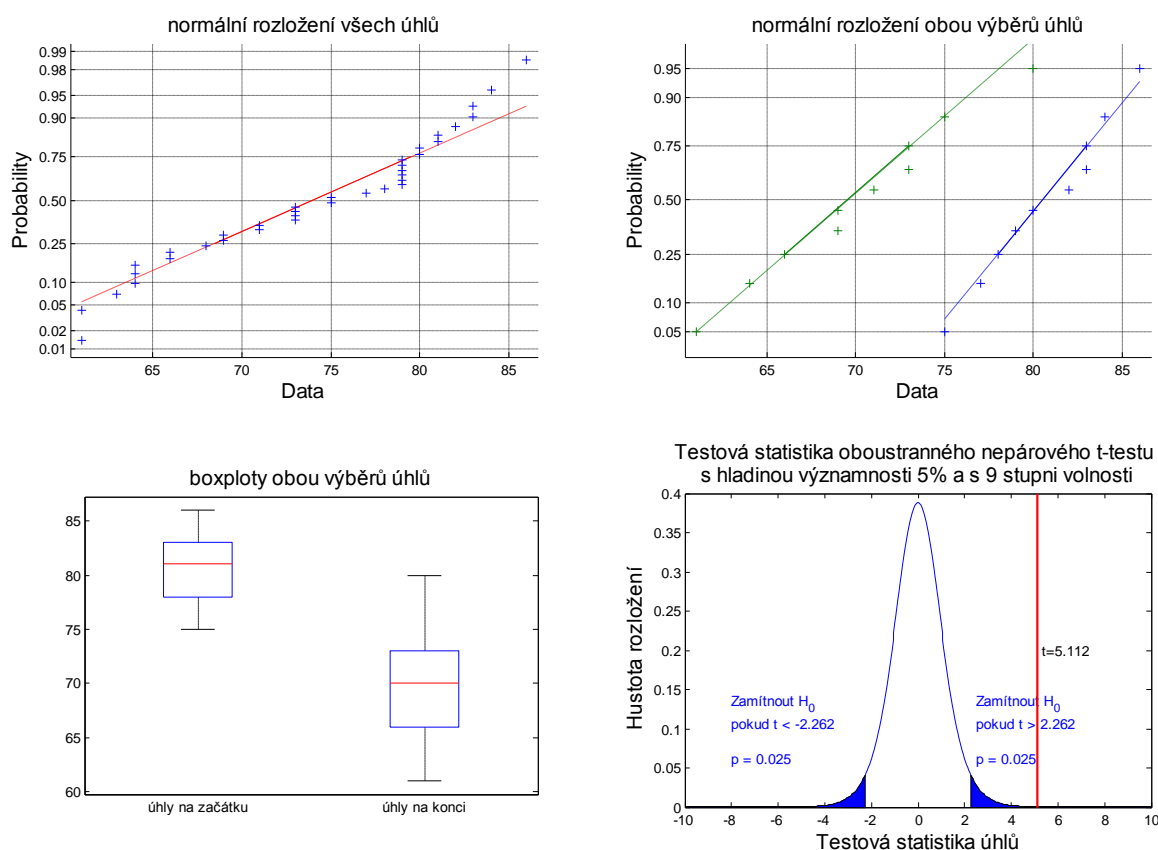 normální rozložení všech úhlů
0.99
0.98
0.95
0.90
0.75
0.50
0.25
0.10
0.05
0.02
0.01
Probability
65 70 75 80 85
Data
normální rozložení obou výběrů úhlů
0.95
0.90
0.75
0.50
0.25
0.10
0.05
Probability
65 70 75 80 85
Data
boxploty obou výběrů úhlů
85
80
75
70
65
60
úhly na začátku úhly na konci
Testová statistika oboustranného nepárového t-testu
s hladinou významnosti 5% a s 9 stupni volnosti
0.4
0.35
0.3
0.25
0.2
0.15
0.1
0.05
0
Hustota rozložení
t=5.112
Zamítnout H0
pokud t < -2.262
p = 0.025
Zamítnout H0
pokud t > 2.262
p = 0.025
-10 -8 -6 -4 -2 0 2 4 6 8 10
Testová statistika úhlů